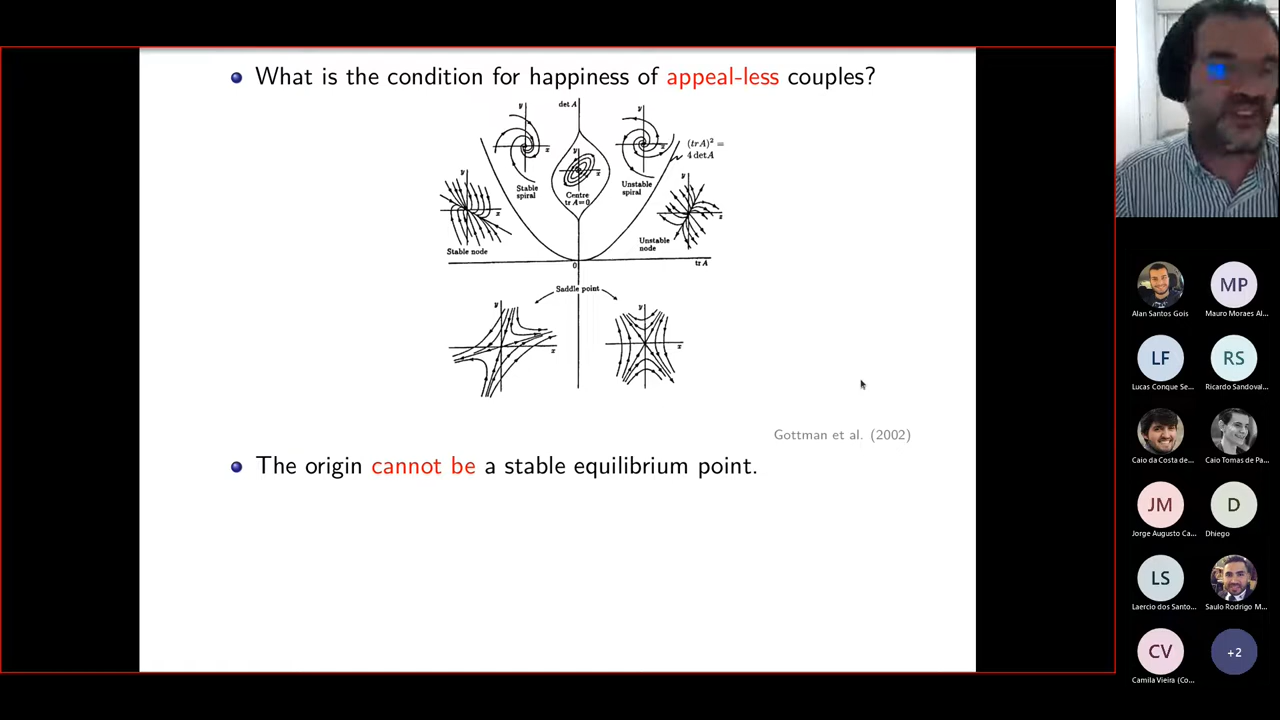 What is the condition for happiness of appeal-less couples?
det A
y
x
Stable
spiral
y
x
Centre
tr A=0
y
x
Unstable
spiral
(trA)² =
4 detA
y
x
Stable node
y
x
Unstable
node
0
tr A
Saddle point
y
x
y
x
Gottman et al. (2002)
The origin cannot be a stable equilibrium point.
Alan Santos Gois
MP
Mauro Moraes Al...
LF
Lucas Conque Se...
RS
Ricardo Sandoval...
Caio da Costa de...
Caio Tomas de Pa...
JM
Jorge Augusto Ca...
D
Dhiego
LS
Laercio dos Santo...
Saulo Rodrigo M...
CV
Camila Vieira (Co...
+2